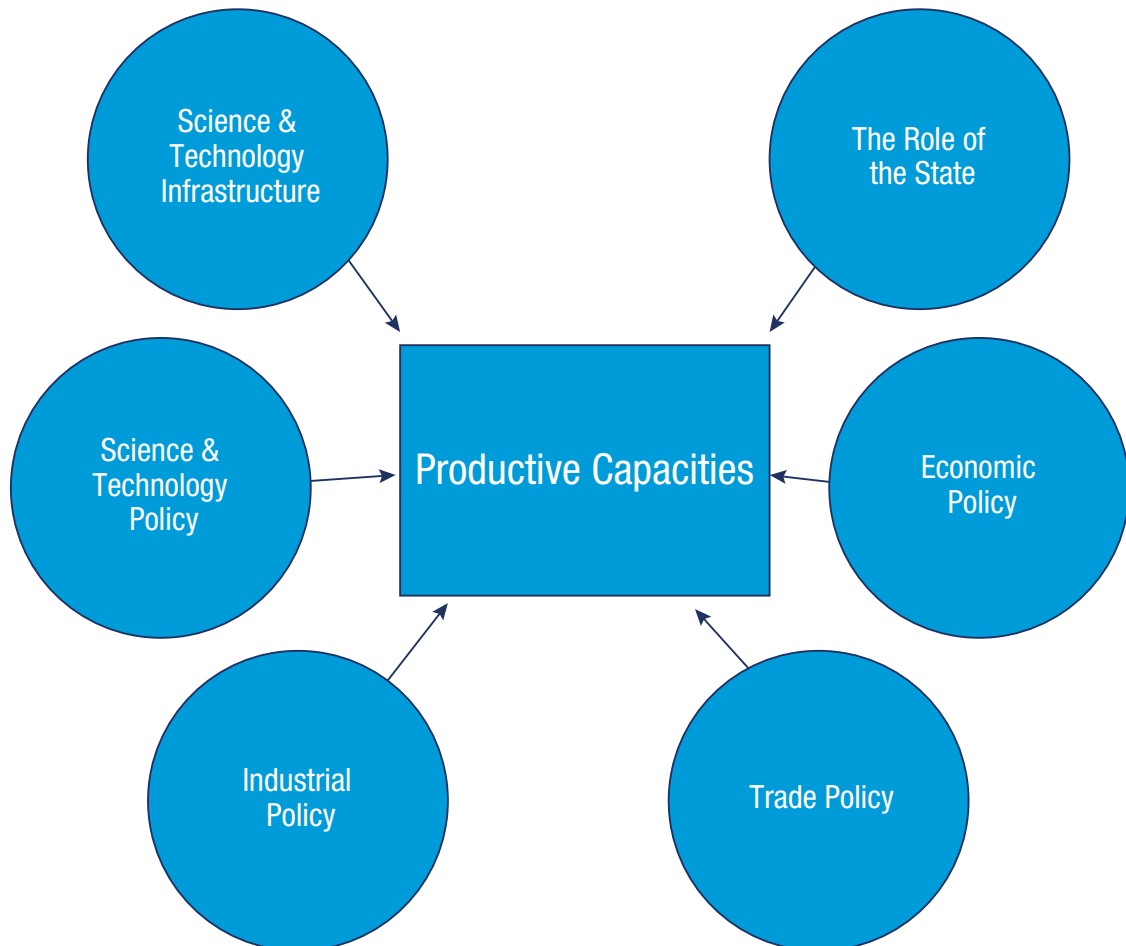 Science &
Technology
Infrastructure
The Role of
the State
Science &
Technology
Policy
Productive Capacities
Economic
Policy
Industrial
Policy
Trade Policy